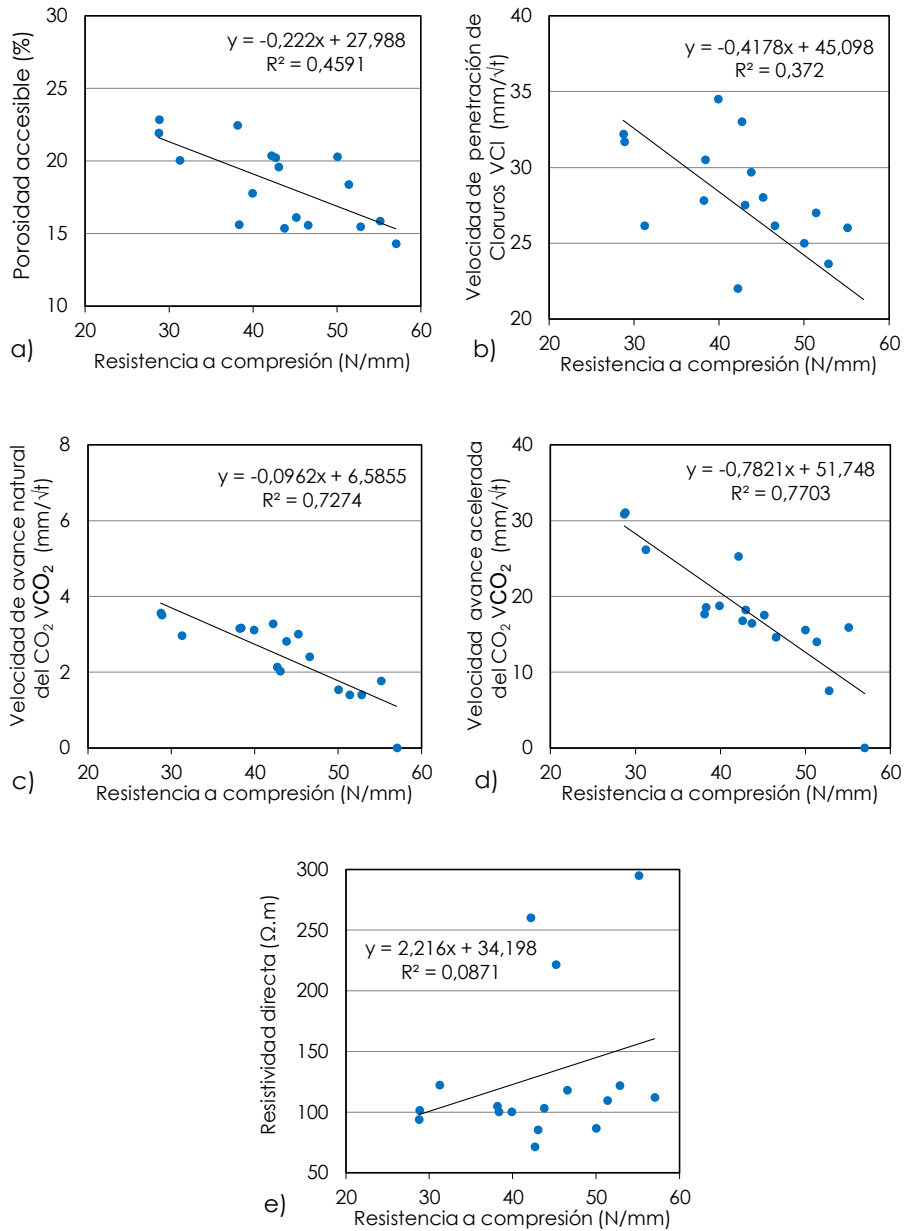 y = -0,222x + 27,988
R² = 0,4591
Porosidad accesible (%)
30
25
20
15
10
20 30 40 50 60
Resistencia a compresión (N/mm)
a)
y = -0,4178x + 45,098
R² = 0,372
Velocidad de penetración de
Cloruros VCl (mm/√t)
40
35
30
25
20
20 30 40 50 60
Resistencia a compresión (N/mm)
b)
y = -0,0962x + 6,5855
R² = 0,7274
Velocidad de avance natural
del CO₂ VCO₂ (mm/√t)
8
6
4
2
0
20 30 40 50 60
Resistencia a compresión (N/mm)
c)
y = -0,7821x + 51,748
R² = 0,7703
Velocidad avance acelerada
del CO₂ VCO₂ (mm/√t)
40
30
20
10
0
20 30 40 50 60
Resistencia a compresión (N/mm)
d)
y = 2,216x + 34,198
R² = 0,0871
Resistividad directa (Ω.m)
300
250
200
150
100
50
20 30 40 50 60
Resistencia a compresión (N/mm)
e)